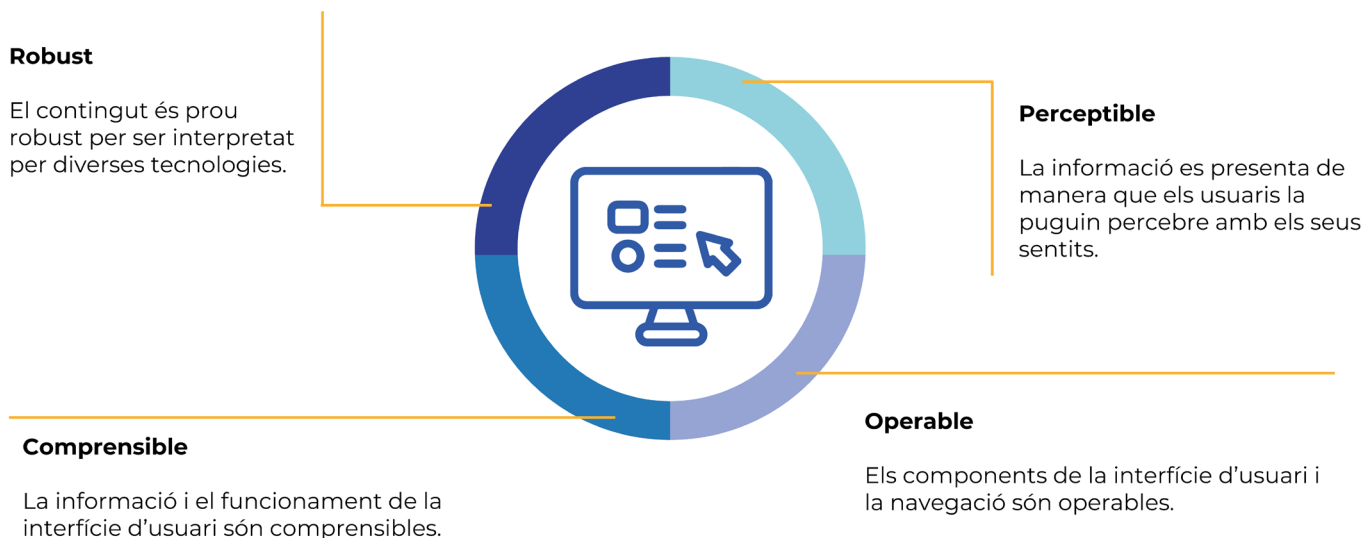 Robust
El contingut és prou
robust per ser interpretat
per diverses tecnologies.
Perceptible
La informació es presenta de
manera que els usuaris la
puguin percebre amb els seus
sentits.
Comprensible
La informació i el funcionament de la
interfície d’usuari són comprensibles.
Operable
Els components de la interfície d’usuari i
la navegació són operables.